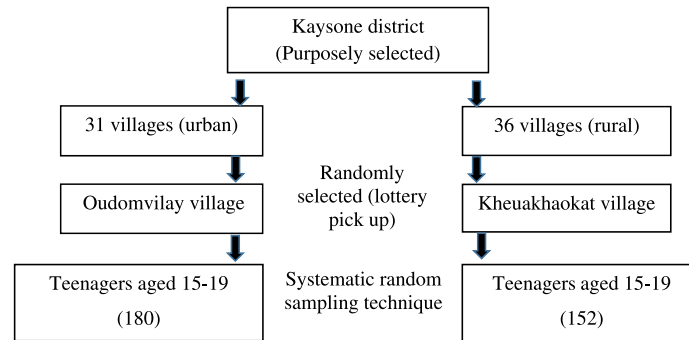 Kaysone district
(Purposely selected)
31 villages (urban)
36 villages (rural)
Randomly
selected (lottery
pick up)
Oudomvilay village
Kheuakhaokat village
Teenagers aged 15-19
(180)
Systematic random
sampling technique
Teenagers aged 15-19
(152)